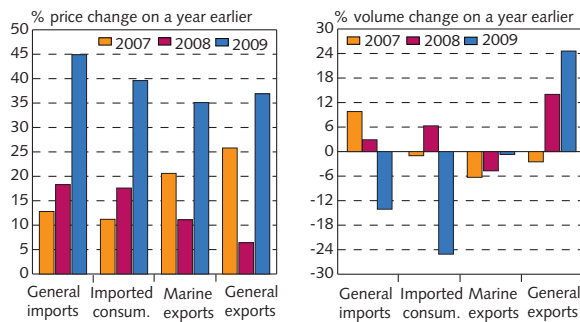 % price change on a year earlier
2007 2008 2009
50
45
40
35
30
25
20
15
10
5
0
General imports
Imported consum.
Marine exports
General exports
% volume change on a year earlier
2007 2008 2009
30
24
18
12
6
0
-6
-12
-18
-24
-30
General imports
Imported consum.
Marine exports
General exports